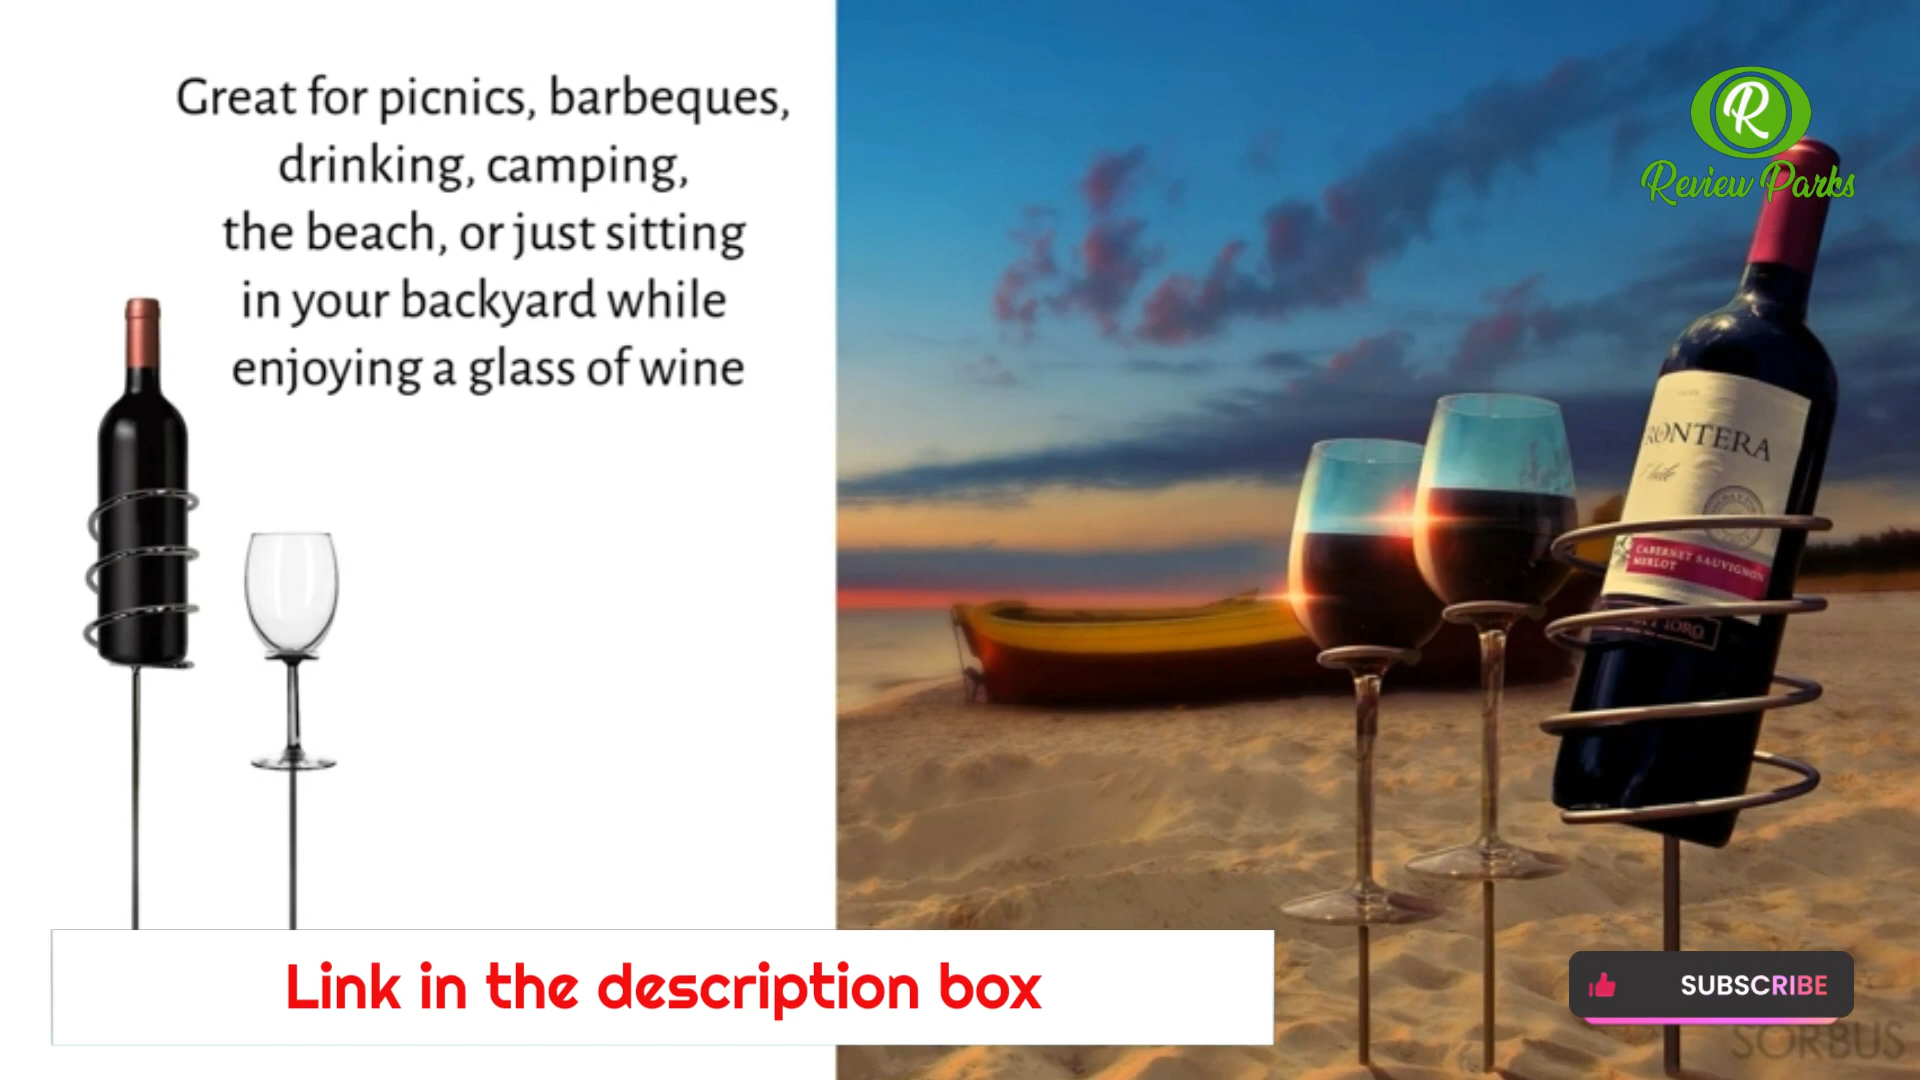 Great for picnics, barbeques,
drinking, camping,
the beach, or just sitting
in your backyard while
enjoying a glass of wine
R
Review Parks
RONTERA
Chile
CABERNET SAUVIGNON
MERLOT
Link in the description box
SUBSCRIBE
SORBUS